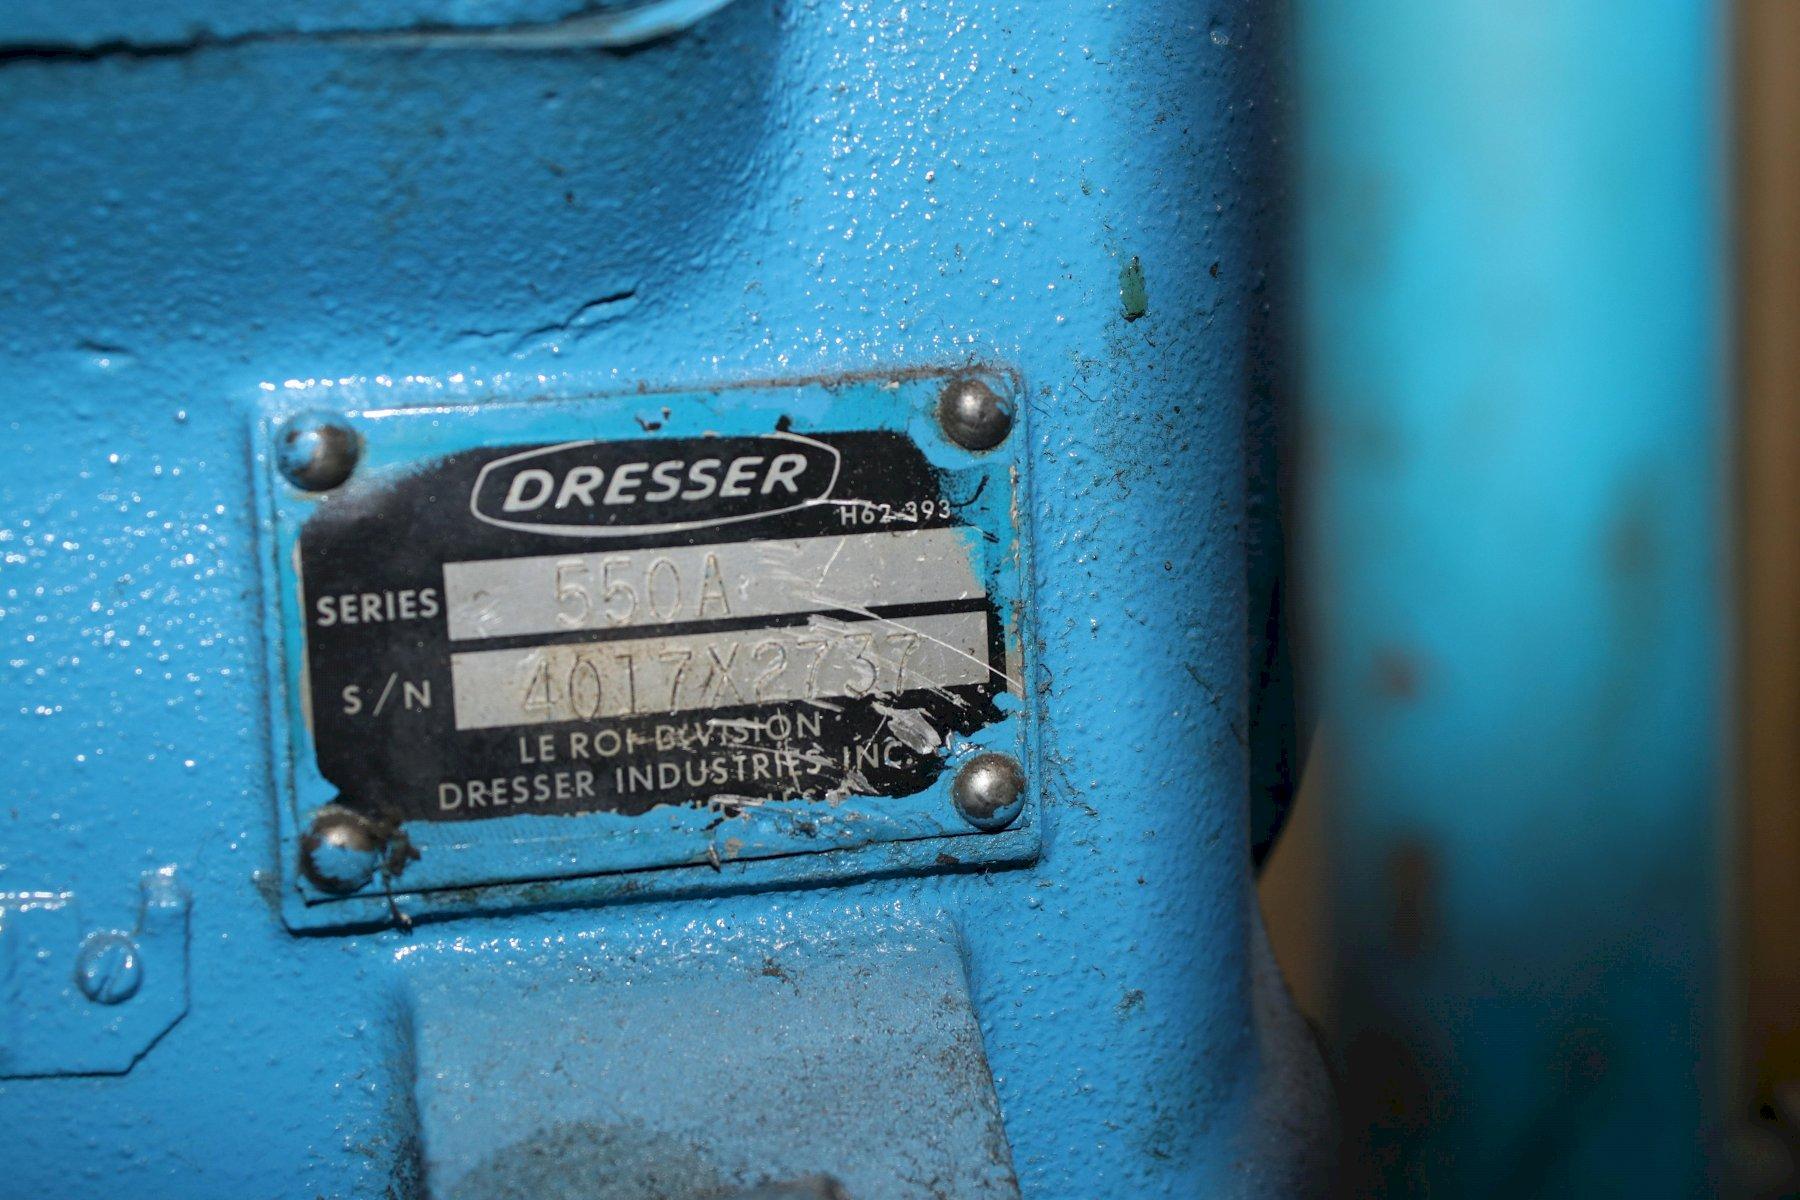 DRESSER
H62-393
SERIES 550A
S/N 4017X2737
LE ROI DIVISION
DRESSER INDUSTRIES INC.